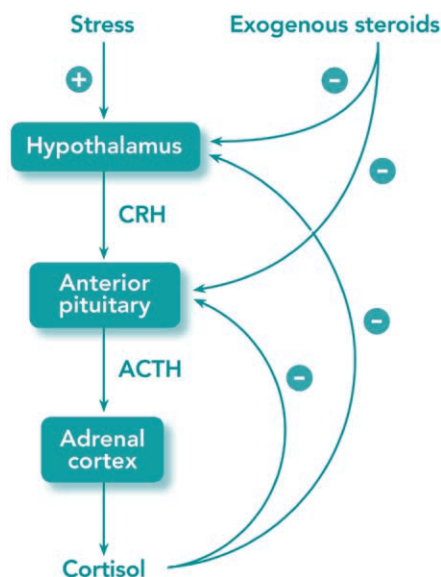 Stress
Exogenous steroids
+
-
Hypothalamus
-
CRH
Anterior
pituitary
-
-
ACTH
Adrenal
cortex
Cortisol